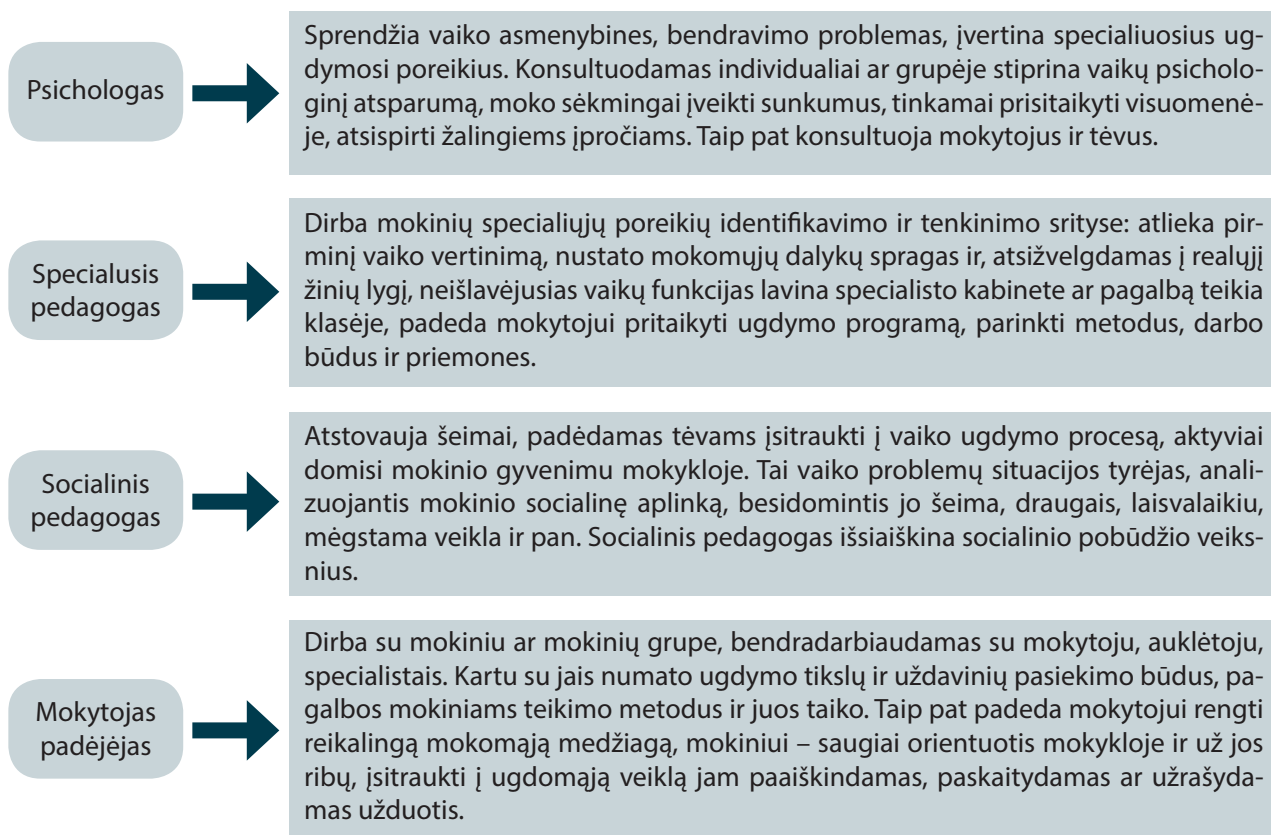 Psichologas
Sprendžia vaiko asmenybines, bendravimo problemas, įvertina specialiuosius ug-
dymosi poreikius. Konsultuodamas individualiai ar grupėje stiprina vaikų psicholo-
ginį atsparumą, moko sėkmingai įveikti sunkumus, tinkamai prisitaikyti visuomenė-
je, atsispirti žalingiems įpročiams. Taip pat konsultuoja mokytojus ir tėvus.
Specialusis
pedagogas
Dirba mokinių specialiųjų poreikių identifikavimo ir tenkinimo srityse: atlieka pir-
minį vaiko vertinimą, nustato mokomųjų dalykų spragas ir, atsižvelgdamas į realųjį
žinių lygį, neišlavėjusias vaikų funkcijas lavina specialisto kabinete ar pagalbą teikia
klasėje, padeda mokytojui pritaikyti ugdymo programą, parinkti metodus, darbo
būdus ir priemones.
Socialinis
pedagogas
Atstovauja šeimai, padėdamas tėvams įsitraukti į vaiko ugdymo procesą, aktyviai
domisi mokinio gyvenimu mokykloje. Tai vaiko problemų situacijos tyrėjas, anali-
zuojantis mokinio socialinę aplinką, besidomintis jo šeima, draugais, laisvalaikiu,
mėgstama veikla ir pan. Socialinis pedagogas išsiaiškina socialinio pobūdžio veiks-
nius.
Mokytojas
padėjėjas
Dirba su mokiniu ar mokinių grupe, bendradarbiaudamas su mokytoju, auklėtoju,
specialistais. Kartu su jais numato ugdymo tikslų ir uždavinių pasiekimo būdus, pa-
galbos mokiniams teikimo metodus ir juos taiko. Taip pat padeda mokytojui rengti
reikalingą mokomąją medžiagą, mokiniui – saugiai orientuotis mokykloje ir už jos
ribų, įsitraukti į ugdomąją veiklą jam paaiškindamas, paskaitydamas ar užrašyda-
mas užduotis.